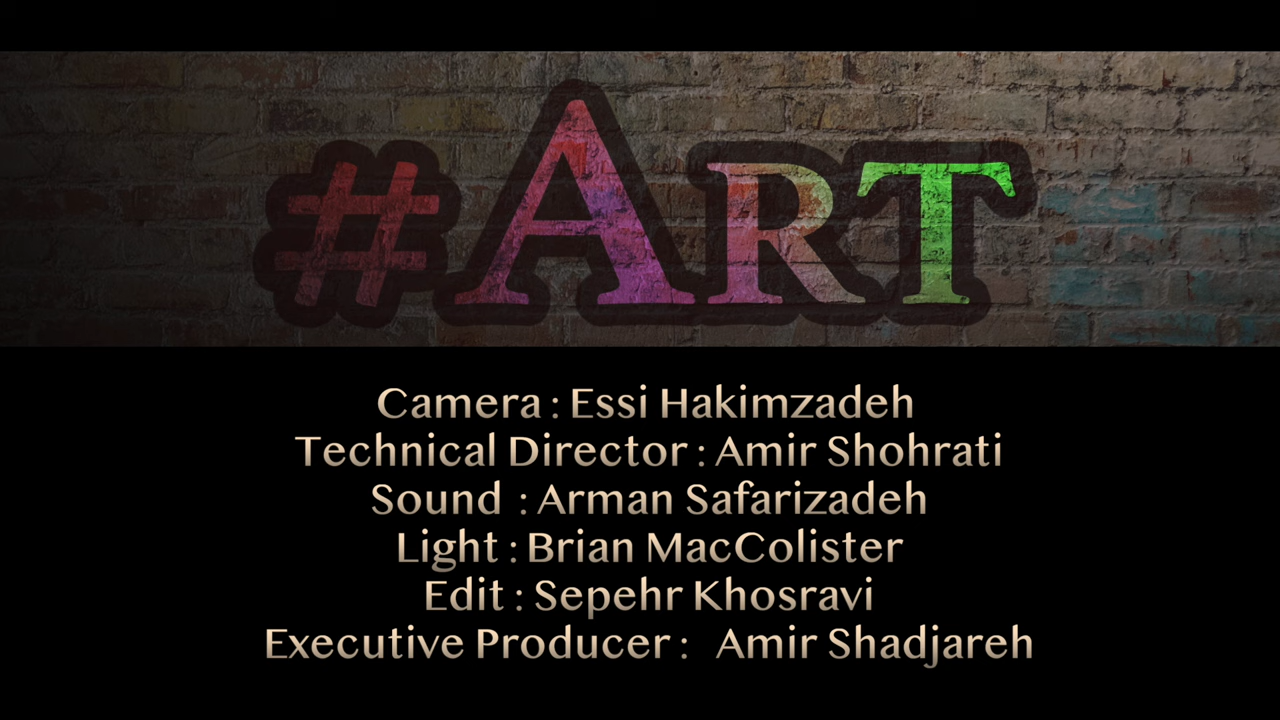 #ART
Camera : Essi Hakimzadeh
Technical Director : Amir Shohrati
Sound : Arman Safarizadeh
Light : Brian MacColister
Edit : Sepehr Khosravi
Executive Producer : Amir Shadjareh